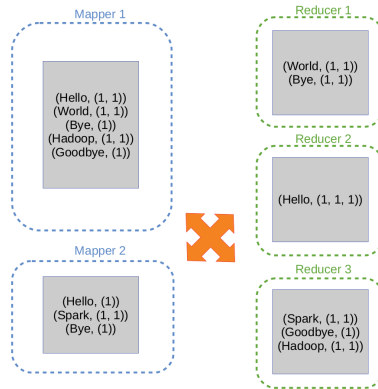 Mapper 1
(Hello, (1, 1))
(World, (1, 1))
(Bye, (1))
(Hadoop, (1, 1))
(Goodbye, (1))
Mapper 2
(Hello, (1))
(Spark, (1, 1))
(Bye, (1))
Reducer 1
(World, (1, 1))
(Bye, (1, 1))
Reducer 2
(Hello, (1, 1, 1))
Reducer 3
(Spark, (1, 1))
(Goodbye, (1))
(Hadoop, (1, 1))